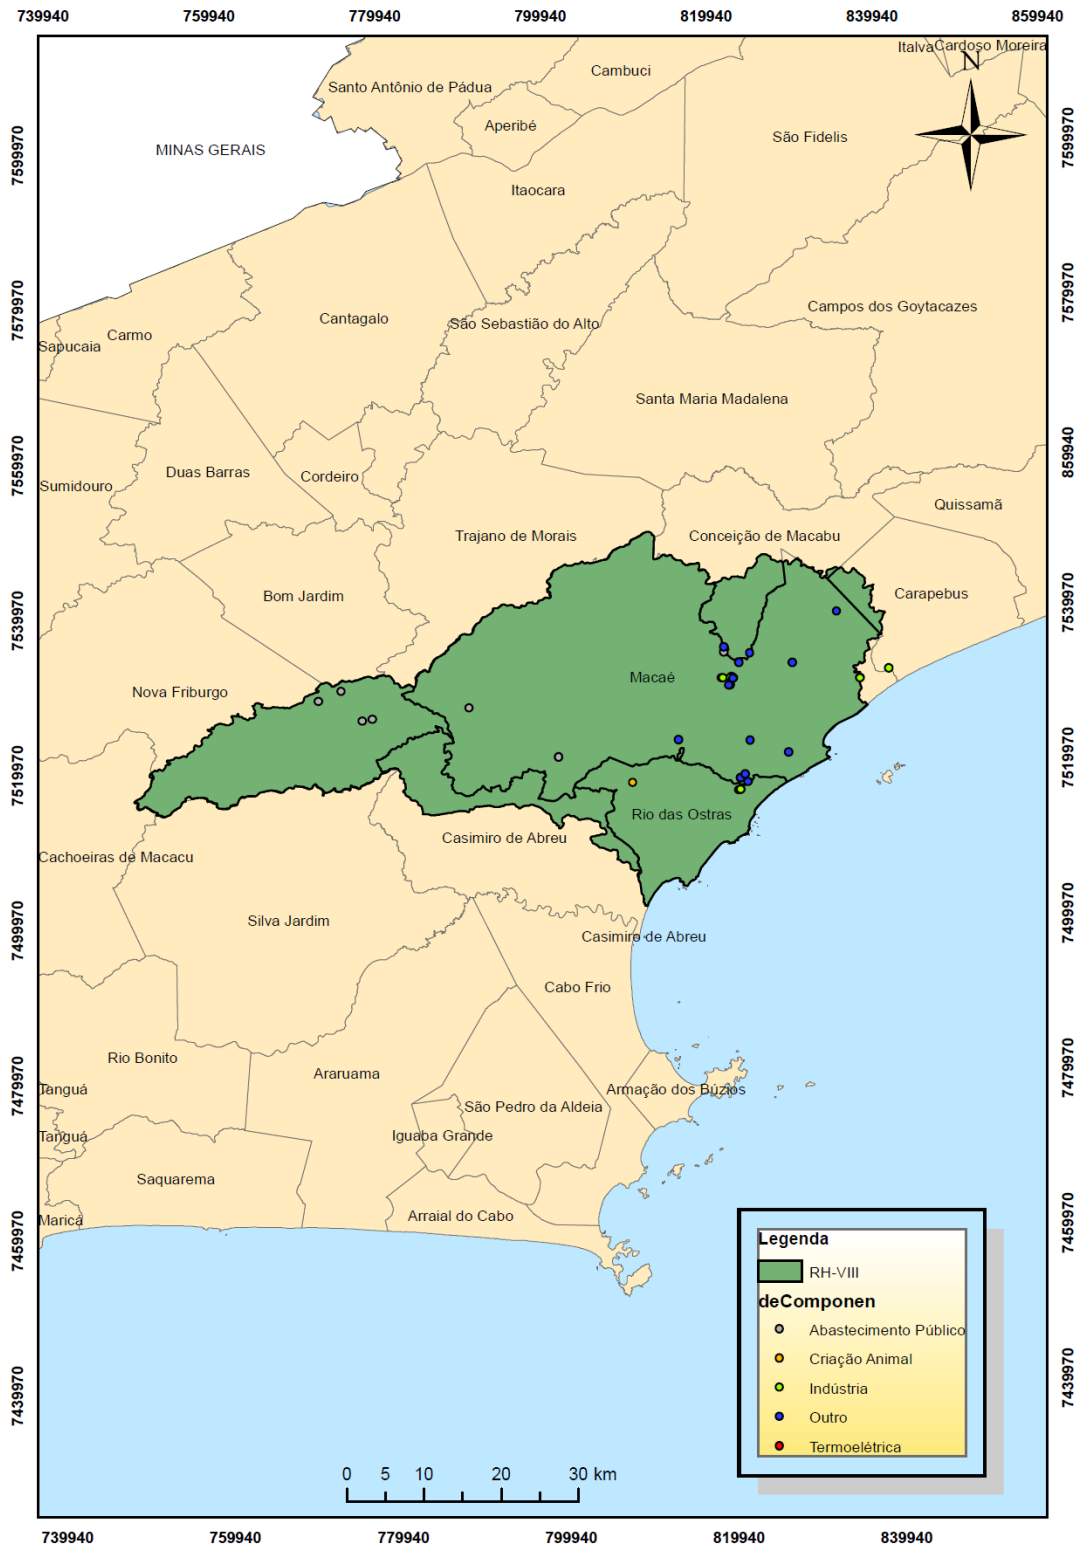 739940 759940 779940 799940 819940 839940 859940
Italva Cardoso Moreira
N
Cambuci
Santo Antônio de Pádua
Aperibé
São Fidelis
MINAS GERAIS
7599970 7599970
Itaocara
7579970 7579970
Campos dos Goytacazes
Cantagalo
São Sebastião do Alto
Carmo
Sapucaia
Santa Maria Madalena
7559970 859940
Duas Barras
Cordeiro
Sumidouro
Quissamã
Trajano de Morais
Conceição de Macabu
Bom Jardim
Carapebus
7539970 7539970
Macaé
Nova Friburgo
7519970 7519970
Rio das Ostras
Casimiro de Abreu
Cachoeiras de Macacu
Silva Jardim
7499970 7499970
Casimiro de Abreu
Cabo Frio
Rio Bonito
Araruama
7479970 7479970
Tanguá
Armação dos Búzios
São Pedro da Aldeia
Tanguá
Iguaba Grande
Saquarema
Maricá
Arraial do Cabo
7459970 7459970
Legenda
RH-VIII
deComponen
Abastecimento Público
Criação Animal
7439970 7439970
Indústria
Outro
Termoelétrica
0 5 10 20 30 km
739940 759940 779940 799940 819940 839940